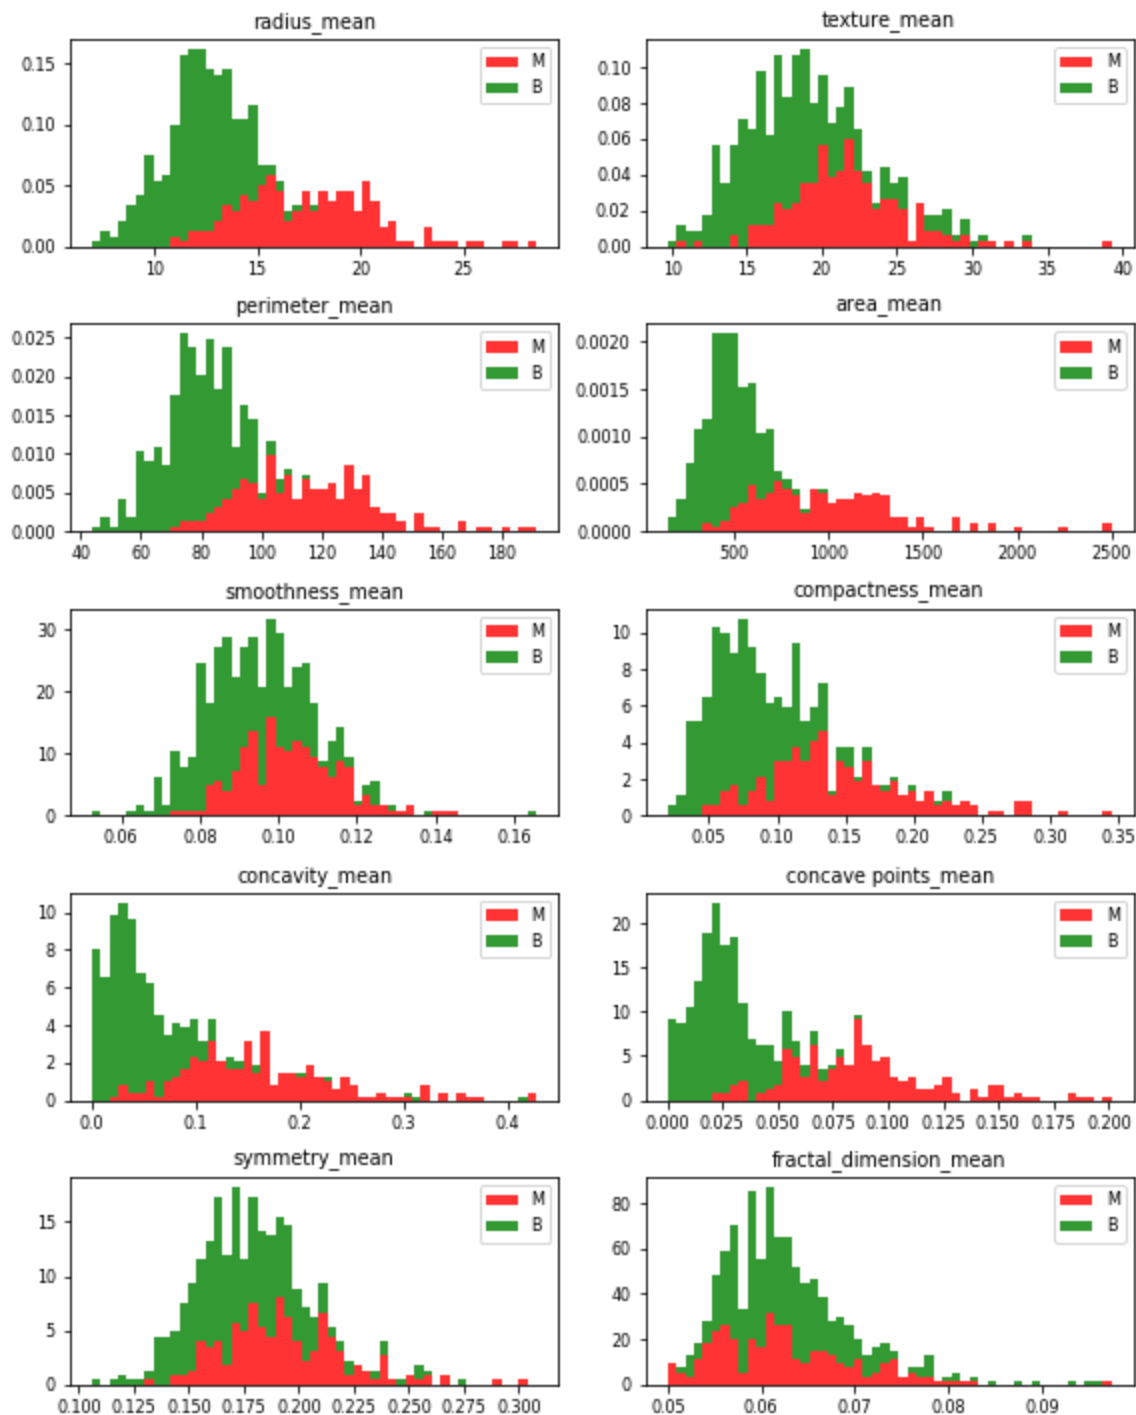 radius_mean
texture_mean
0.15
0.10
0.05
0.00
M
B
10 15 20 25
0.10
0.08
0.06
0.04
0.02
0.00
M
B
10 15 20 25 30 35 40
perimeter_mean
area_mean
0.025
0.020
0.015
0.010
0.005
0.000
M
B
40 60 80 100 120 140 160 180
0.0020
0.0015
0.0010
0.0005
0.0000
M
B
500 1000 1500 2000 2500
smoothness_mean
compactness_mean
30
20
10
0
M
B
0.06 0.08 0.10 0.12 0.14 0.16
10
8
6
4
2
0
M
B
0.05 0.10 0.15 0.20 0.25 0.30 0.35
concavity_mean
concave points_mean
10
8
6
4
2
0
M
B
0.0 0.1 0.2 0.3 0.4
20
15
10
5
0
M
B
0.000 0.025 0.050 0.075 0.100 0.125 0.150 0.175 0.200
symmetry_mean
fractal_dimension_mean
15
10
5
0
M
B
0.100 0.125 0.150 0.175 0.200 0.225 0.250 0.275 0.300
80
60
40
20
0
M
B
0.05 0.06 0.07 0.08 0.09